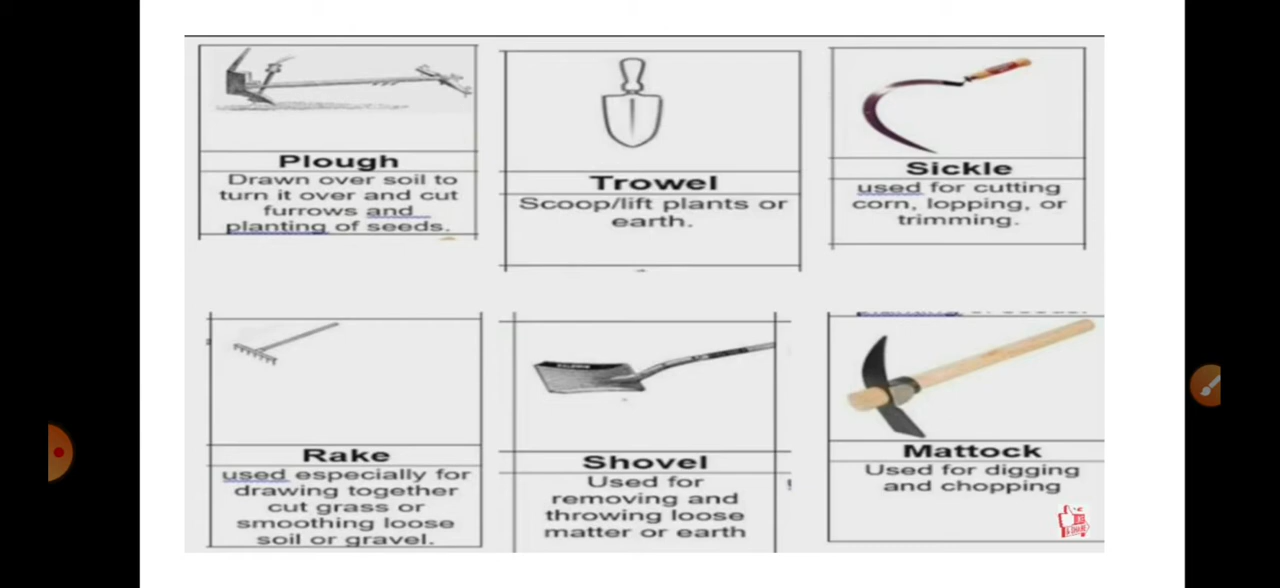 Plough
Drawn over soil to
turn it over and cut
furrows and
planting of seeds.
Trowel
Scoop/lift plants or
earth.
Sickle
used for cutting
corn, lopping, or
trimming.
Rake
used especially for
drawing together
cut grass or
smoothing loose
soil or gravel.
Shovel
Used for
removing and
throwing loose
matter or earth
Mattock
Used for digging
and chopping